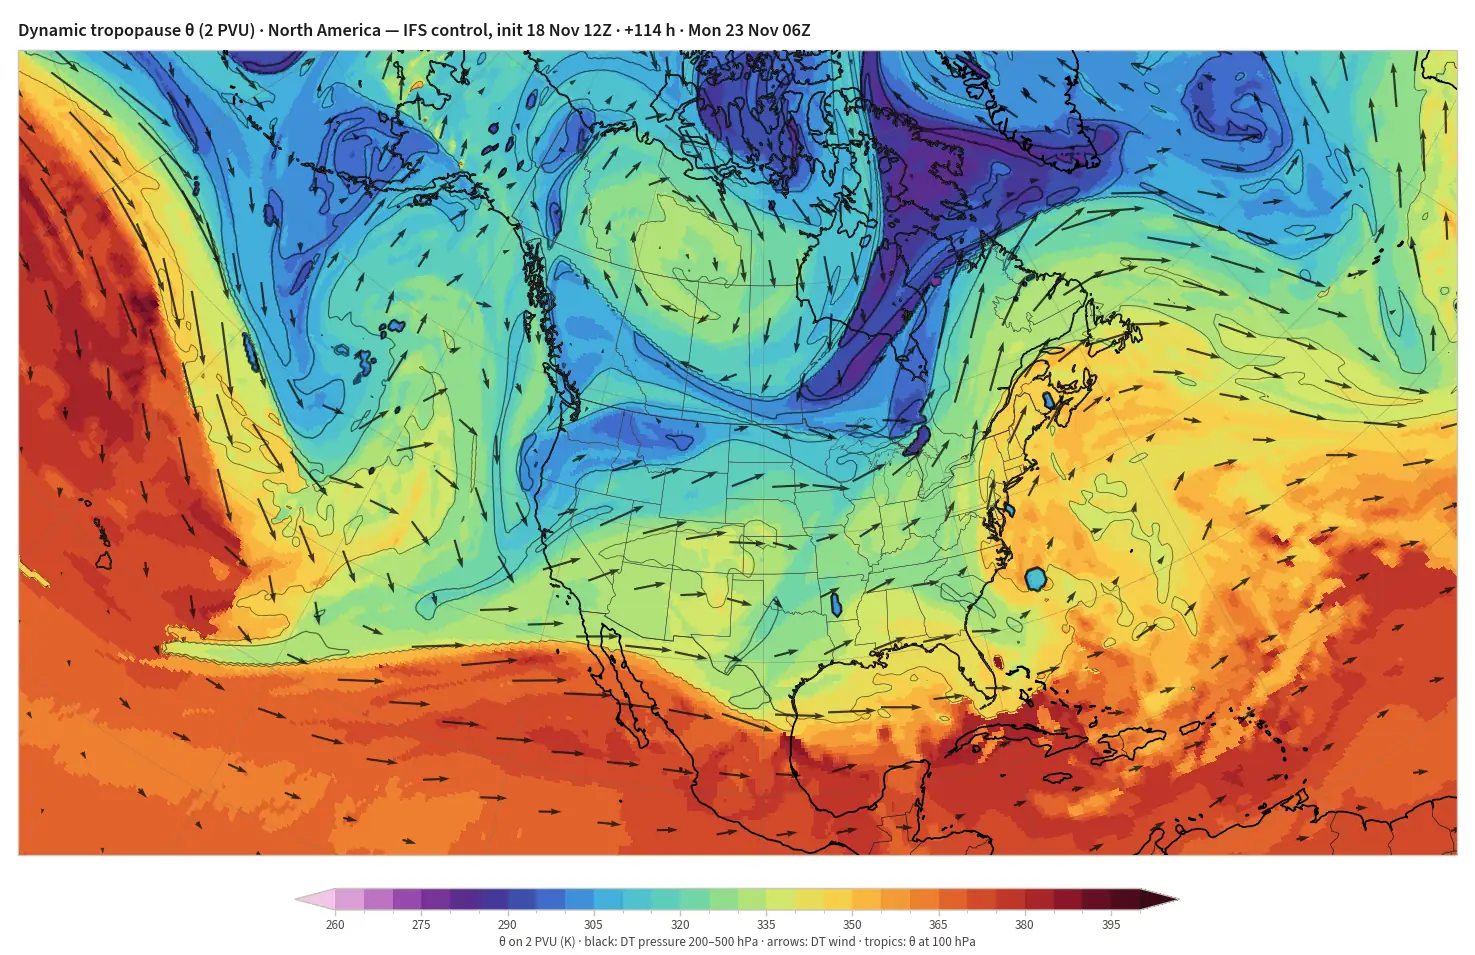 Dynamic tropopause θ (2 PVU) · North America — IFS control, init 18 Nov 12Z · +114 h · Mon 23 Nov 06Z
260 275 290 305 320 335 350 365 380 395
θ on 2 PVU (K) · black: DT pressure 200–500 hPa · arrows: DT wind · tropics: θ at 100 hPa